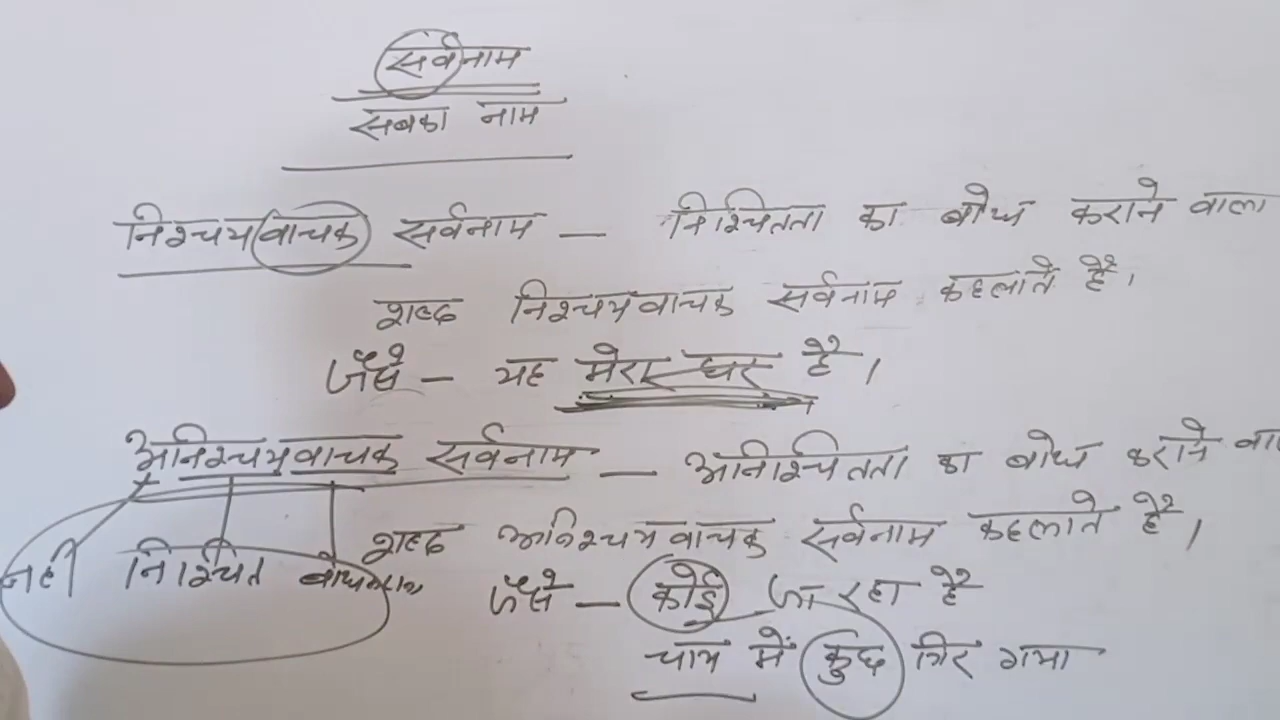 सर्वनाम
सबका नाम
निश्चयवाचक सर्वनाम — निश्चितता का बोध कराने वाला
शब्द निश्चयवाचक सर्वनाम कहलाते है।
जैसे — यह मेरा घर है।
अनिश्चयवाचक सर्वनाम — अनिश्चितता का बोध कराने वा
शब्द अनिश्चयवाचक सर्वनाम कहलाते है।
नही निश्चित
जैसे — कोई जा रहा है
चाय में कुछ गिर गया